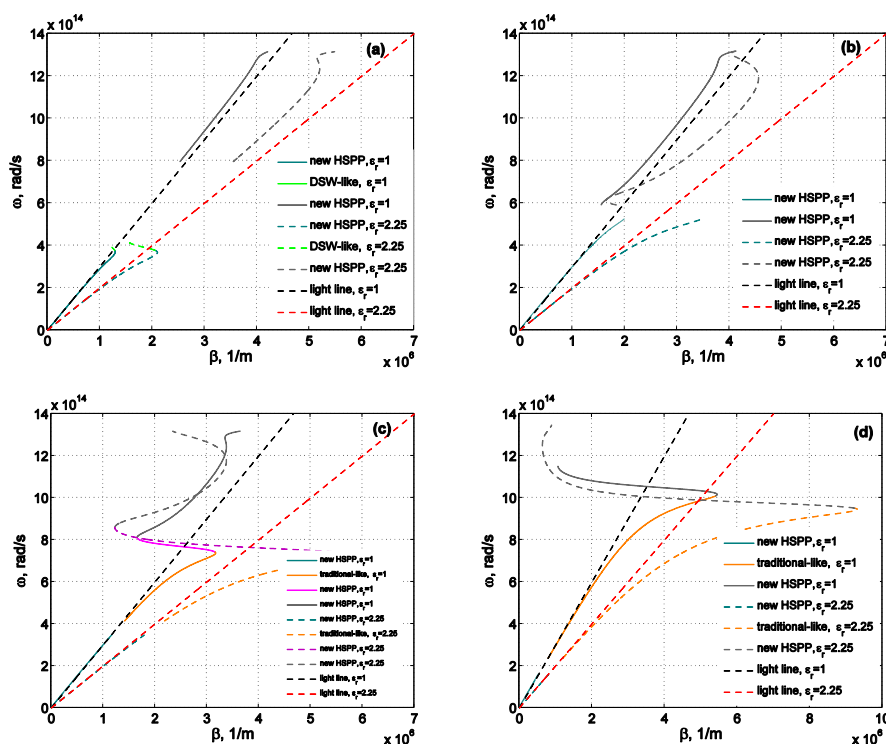 x 10^14
14
12
10
8
6
4
2
0
ω, rad/s
(a)
new HSPP,ε_r=1
DSW-like, ε_r=1
new HSPP,ε_r=1
new HSPP,ε_r=2.25
DSW-like, ε_r=2.25
new HSPP,ε_r=2.25
light line, ε_r=1
light line, ε_r=2.25
0 1 2 3 4 5 6 7
β, 1/m
x 10^6
x 10^14
14
12
10
8
6
4
2
0
ω, rad/s
(b)
new HSPP,ε_r=1
new HSPP,ε_r=1
new HSPP,ε_r=2.25
new HSPP,ε_r=2.25
light line, ε_r=1
light line, ε_r=2.25
0 1 2 3 4 5 6 7
β, 1/m
x 10^6
x 10^14
14
12
10
8
6
4
2
0
ω, rad/s
(c)
new HSPP,ε_r=1
traditional-like, ε_r=1
new HSPP,ε_r=1
new HSPP,ε_r=1
new HSPP,ε_r=2.25
traditional-like, ε_r=2.25
new HSPP,ε_r=2.25
new HSPP,ε_r=2.25
light line, ε_r=1
light line, ε_r=2.25
0 1 2 3 4 5 6 7
β, 1/m
x 10^6
x 10^14
14
12
10
8
6
4
2
0
ω, rad/s
(d)
new HSPP,ε_r=1
traditional-like, ε_r=1
new HSPP,ε_r=1
new HSPP,ε_r=2.25
traditional-like, ε_r=2.25
new HSPP,ε_r=2.25
light line, ε_r=1
light line, ε_r=2.25
0 2 4 6 8 10
β, 1/m
x 10^6